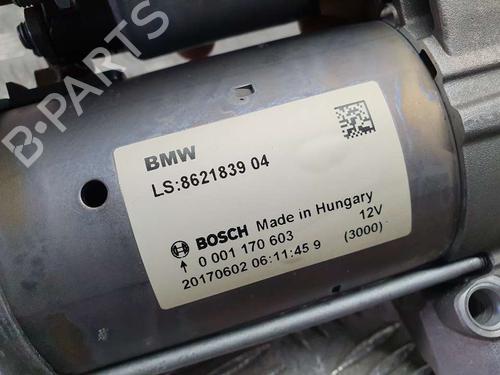 B-PARTS
BMW
LS:8621839 04
BOSCH Made in Hungary
0 001 170 603 12V
20170602 06:11:45 9 (3000)
B-PARTS